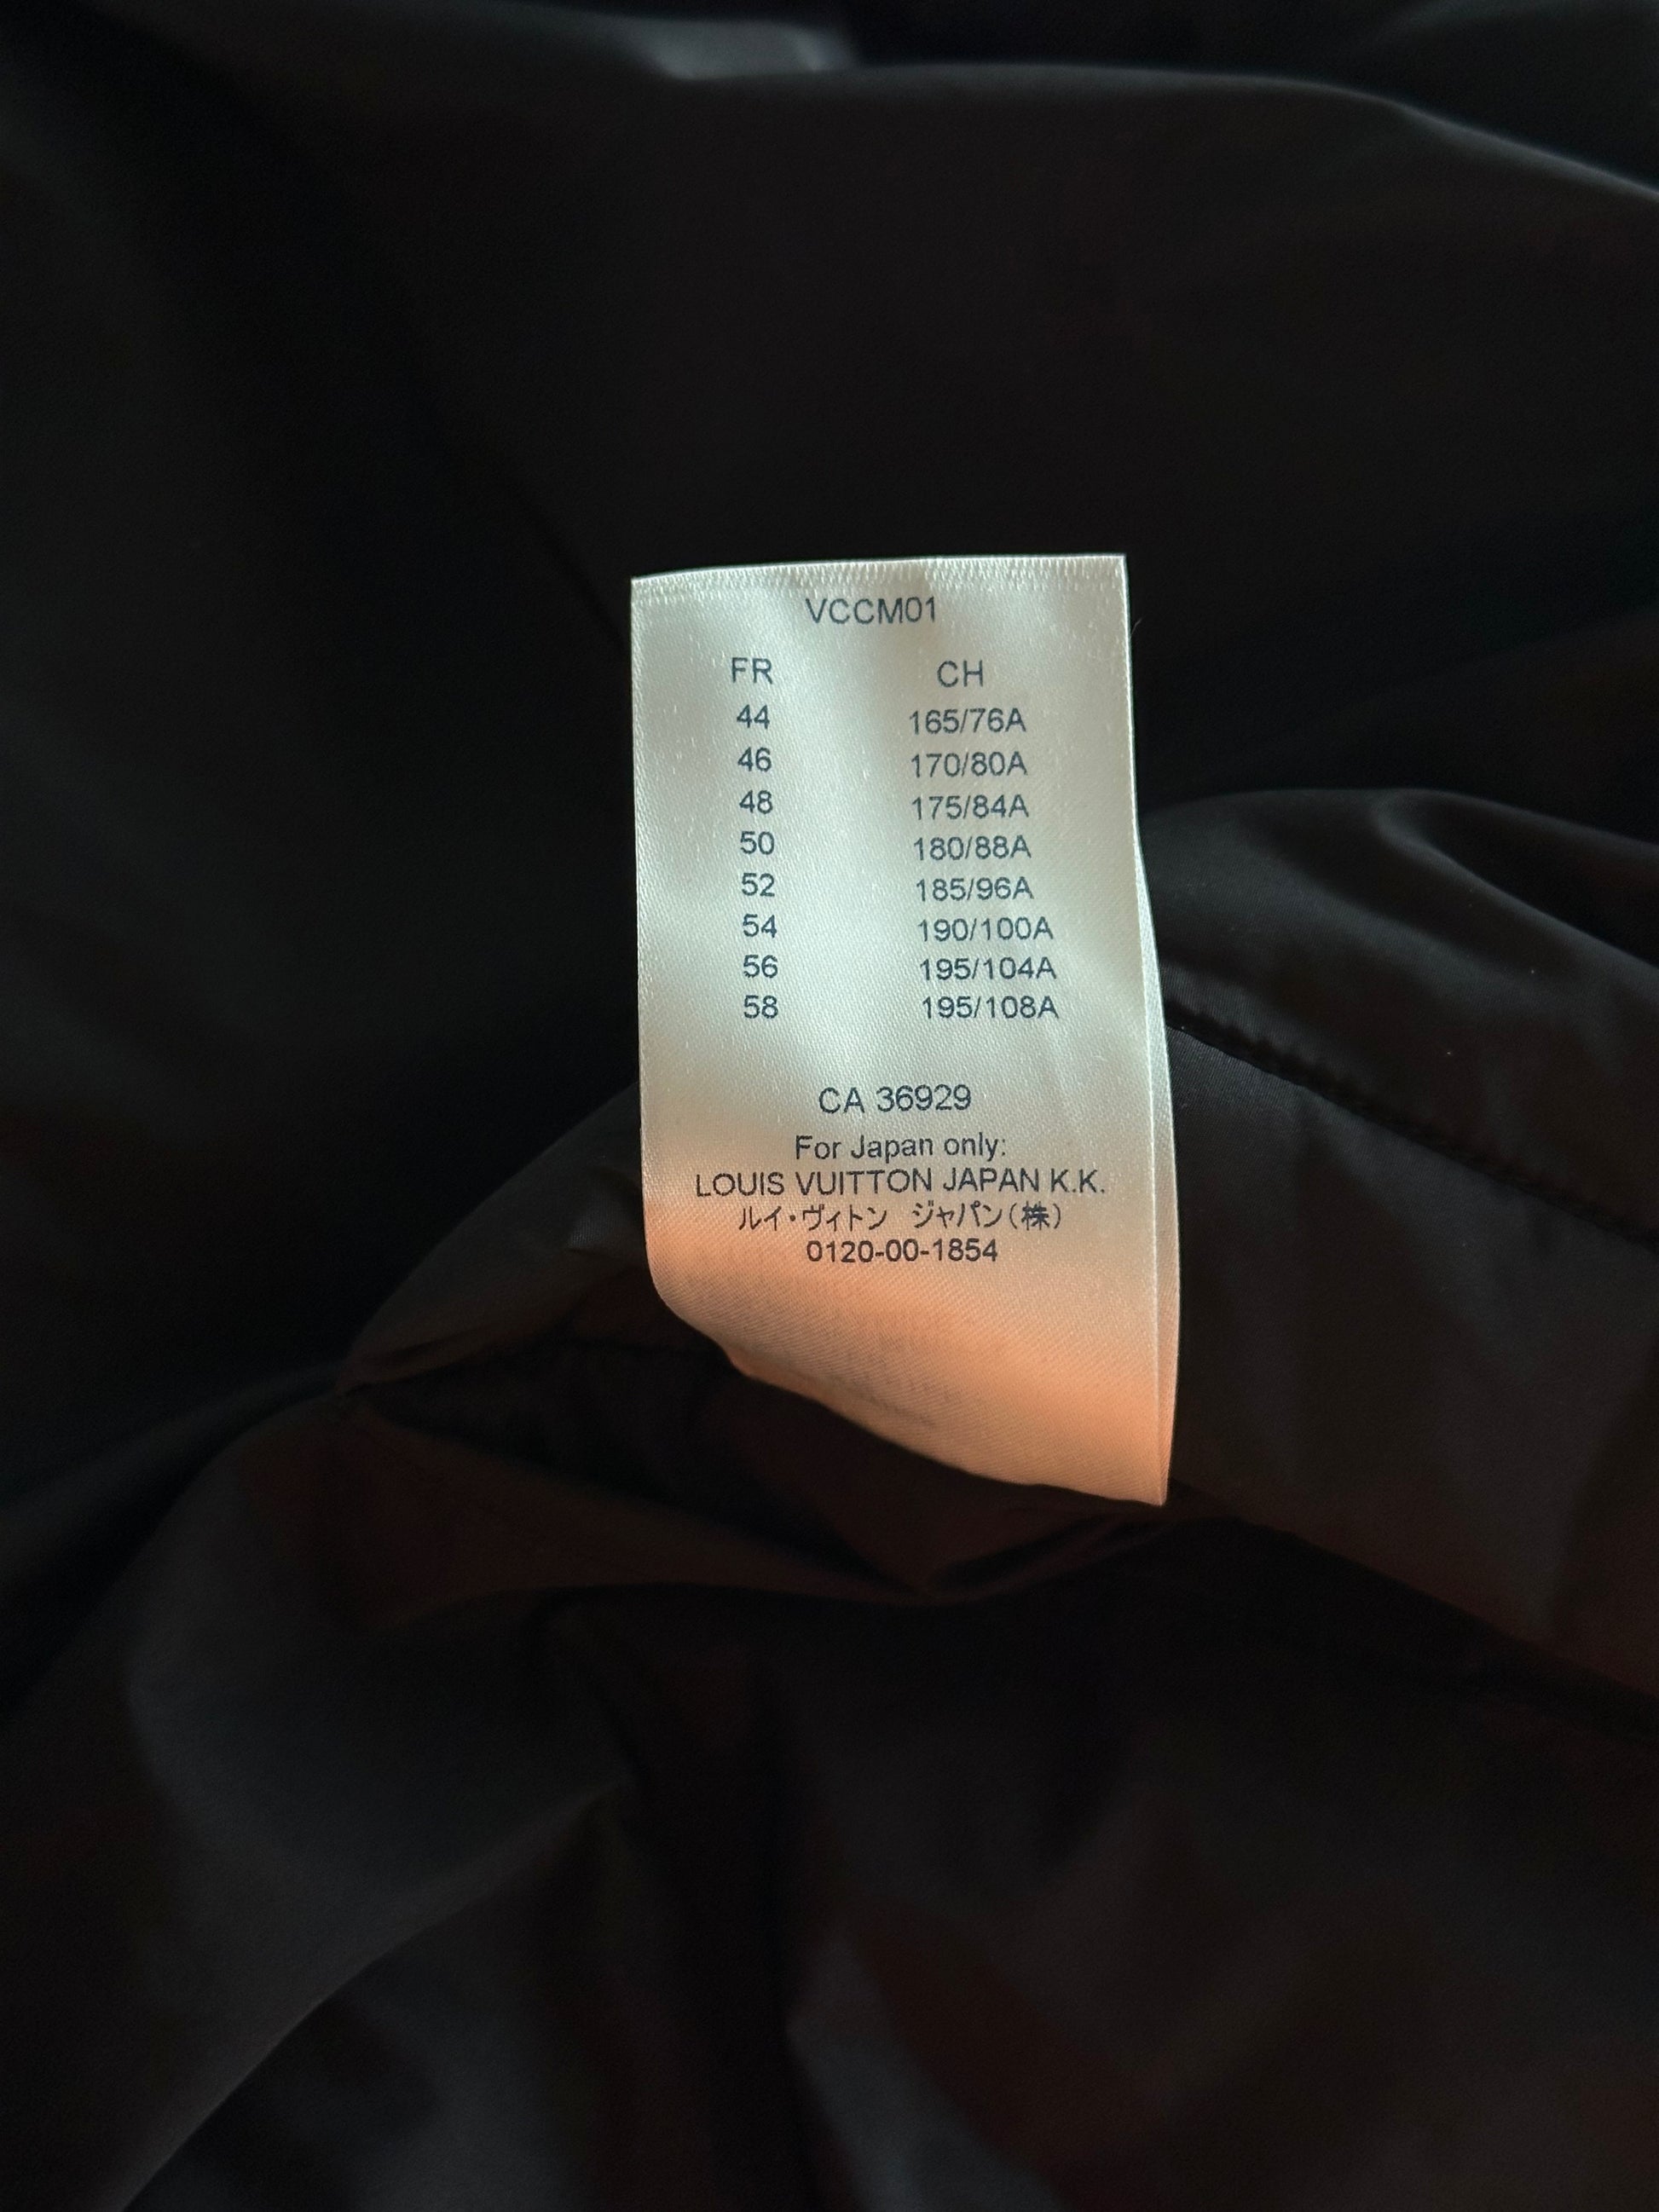 VCCM01
FR CH
44 165/76A
46 170/80A
48 175/84A
50 180/88A
52 185/96A
54 190/100A
56 195/104A
58 195/108A
CA 36929
For Japan only:
LOUIS VUITTON JAPAN K.K.
ルイ・ヴィトン ジャパン(株)
0120-00-1854